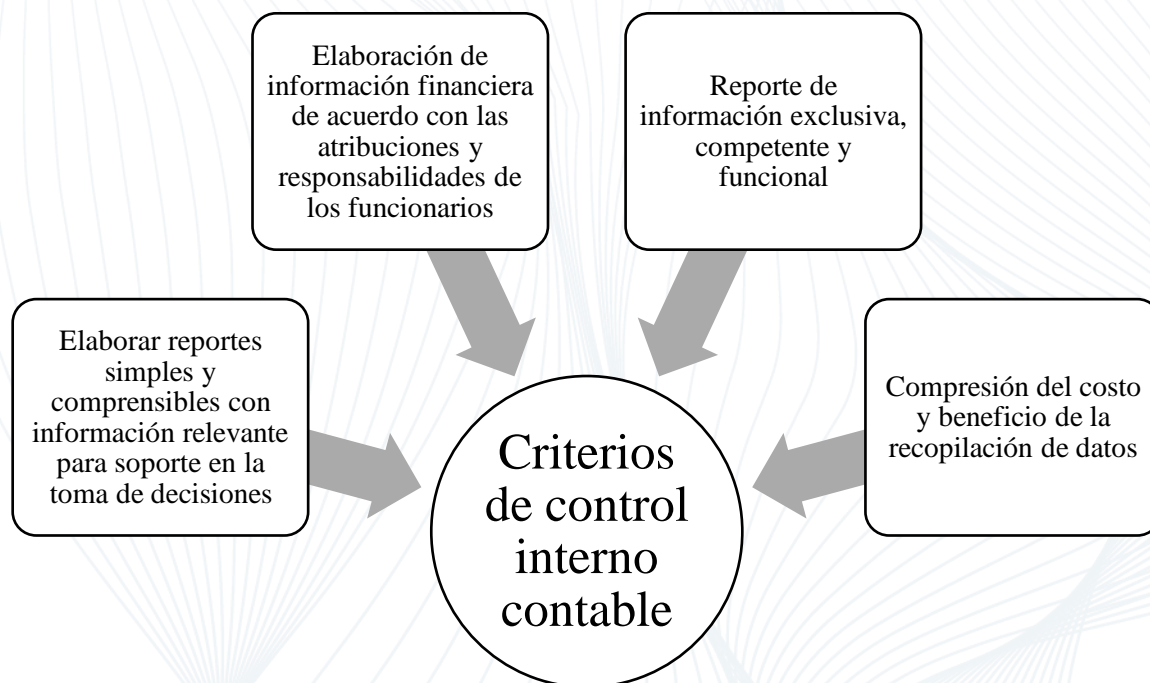 Elaboración de
información financiera
de acuerdo con las
atribuciones y
responsabilidades de
los funcionarios
Reporte de
información exclusiva,
competente y
funcional
Elaborar reportes
simples y
comprensibles con
información relevante
para soporte en la
toma de decisiones
Compresión del costo
y beneficio de la
recopilación de datos
Criterios
de control
interno
contable